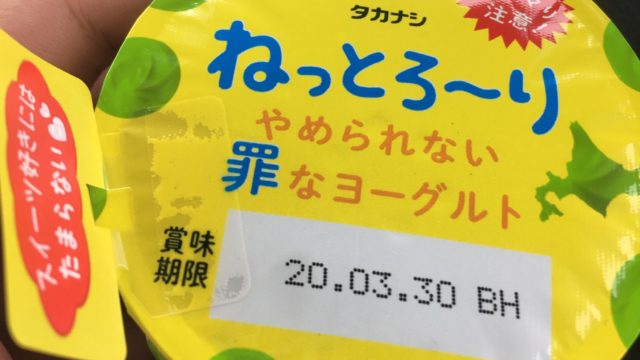 タカナシ
注意!
ねっとろ～り
やめられない
罪なヨーグルト
賞味
期限
20.03.30 BH
スイーツ好きには
たまらない